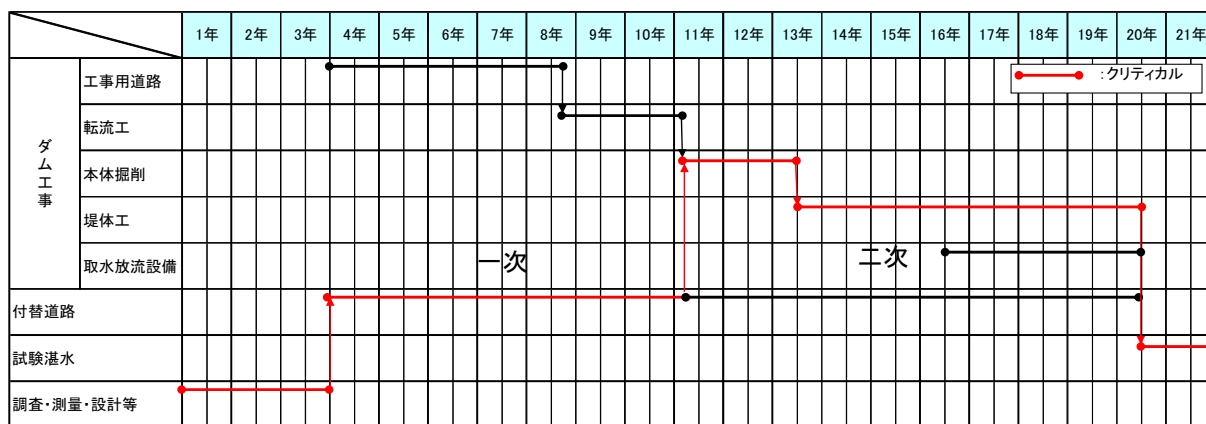 1年 2年 3年 4年 5年 6年 7年 8年 9年 10年 11年 12年 13年 14年 15年 16年 17年 18年 19年 20年 21年
:クリティカル
ダム工事
工事用道路
転流工
本体掘削
堤体工
取水放流設備
一次
二次
付替道路
試験湛水
調査・測量・設計等